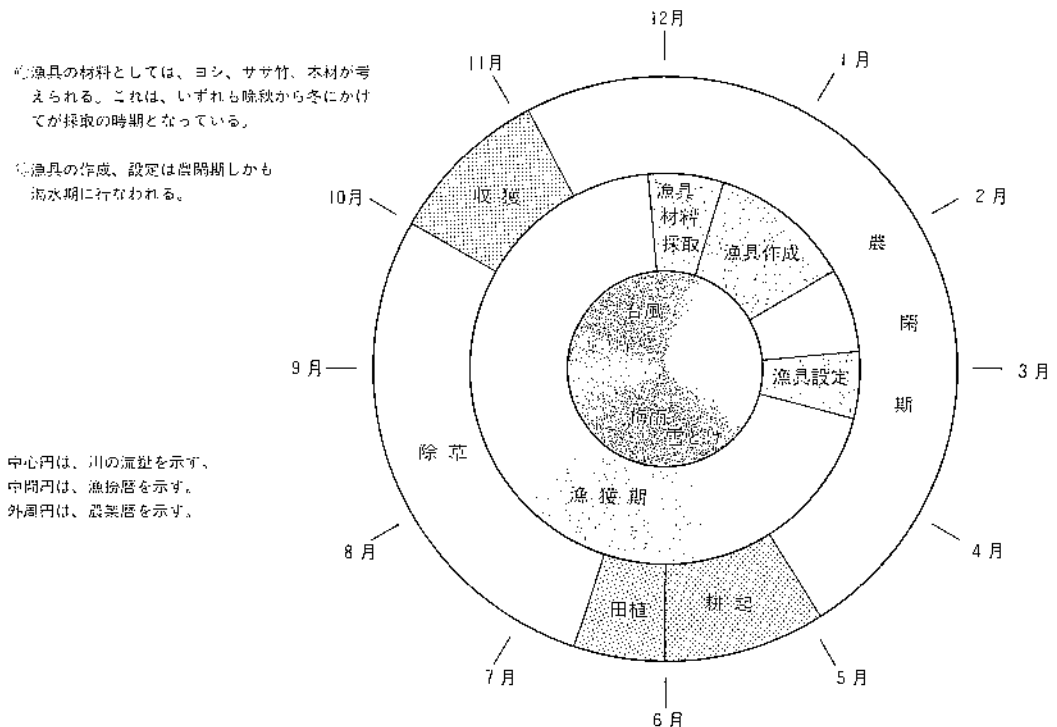 漁具の材料としては、ヨシ、ササ竹、木材が考
えられる。これは、いずれも晩秋から冬にかけ
てが採取の時期となっている。
漁具の作成、設定は農閑期しかも
渇水期に行なわれる。
12月
1月
2月
3月
4月
5月
6月
7月
8月
9月
10月
11月
収獲
農
閑
期
漁具
材料
採取
漁具作成
漁具設定
台風
梅雨
雪どけ
漁獲期
除草
田植
耕起
中心円は、川の流量を示す。
中間円は、漁撈暦を示す。
外周円は、農業暦を示す。